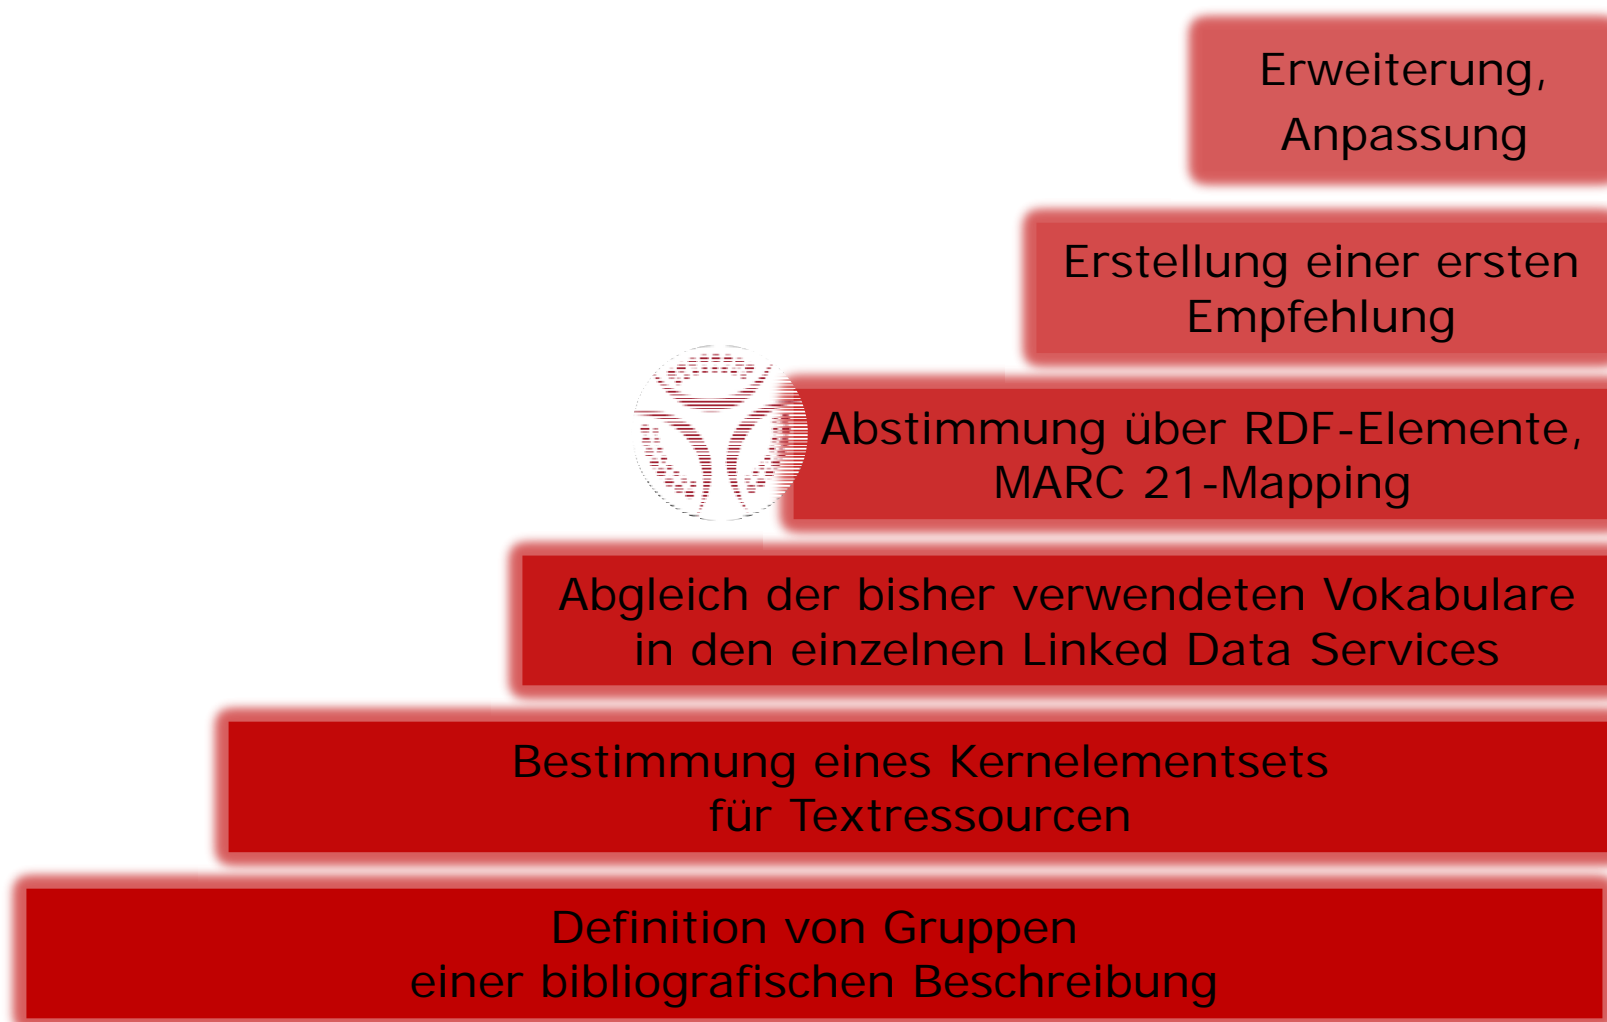 Erweiterung,
Anpassung
Erstellung einer ersten
Empfehlung
Abstimmung über RDF-Elemente,
MARC 21-Mapping
Abgleich der bisher verwendeten Vokabulare
in den einzelnen Linked Data Services
Bestimmung eines Kernelementsets
für Textressourcen
Definition von Gruppen
einer bibliografischen Beschreibung